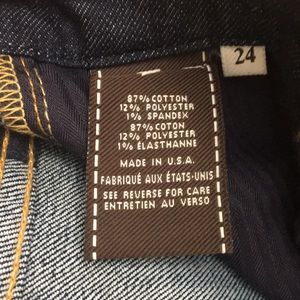 24
87% COTTON
12% POLYESTER
1% SPANDEX
87% COTON
12% POLYESTER
1% ÉLASTHANNE
MADE IN U.S.A.
FABRIQUÉ AUX ÉTATS-UNIS
SEE REVERSE FOR CARE
ENTRETIEN AU VERSO